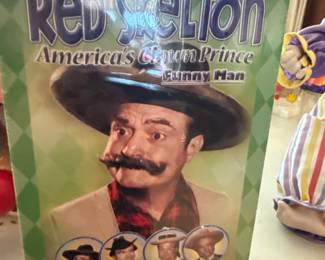 Red Skelton
America's Clown Prince
Funny Man